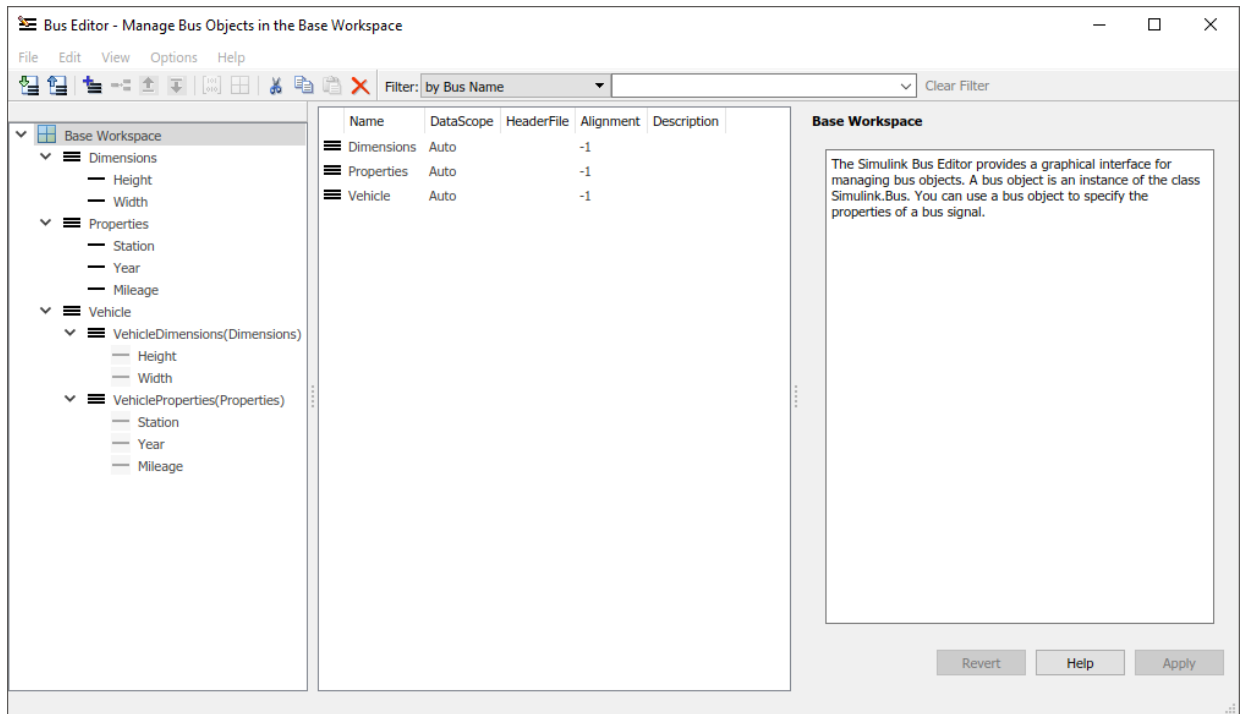 Bus Editor - Manage Bus Objects in the Base Workspace
File Edit View Options Help
Filter: by Bus Name Clear Filter
Base Workspace
Dimensions
Height
Width
Properties
Station
Year
Mileage
Vehicle
VehicleDimensions(Dimensions)
Height
Width
VehicleProperties(Properties)
Station
Year
Mileage
Name DataScope HeaderFile Alignment Description
Dimensions Auto -1
Properties Auto -1
Vehicle Auto -1
Base Workspace
The Simulink Bus Editor provides a graphical interface for
managing bus objects. A bus object is an instance of the class
Simulink.Bus. You can use a bus object to specify the
properties of a bus signal.
Revert Help Apply